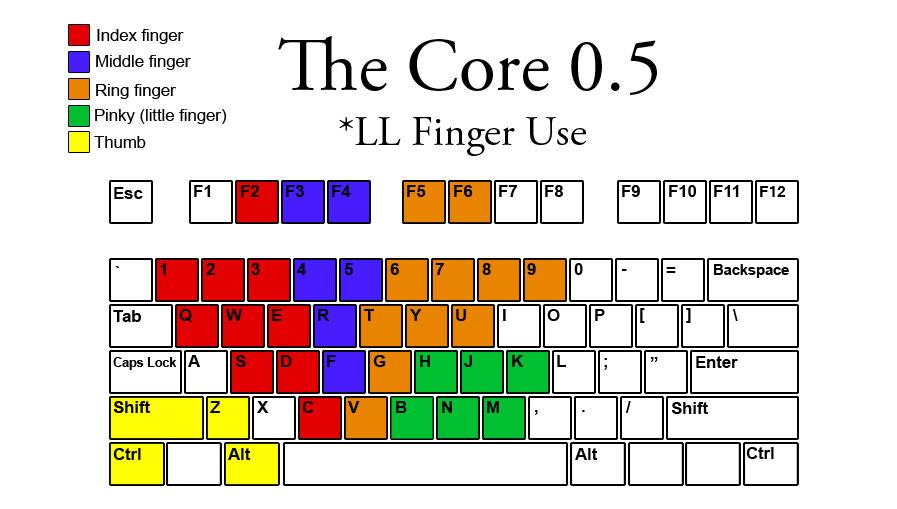 Index finger
Middle finger
Ring finger
Pinky (little finger)
Thumb
The Core 0.5
*LL Finger Use
Esc F1 F2 F3 F4 F5 F6 F7 F8 F9 F10 F11 F12
` 1 2 3 4 5 6 7 8 9 0 - = Backspace
Tab Q W E R T Y U I O P [ ] \
Caps Lock A S D F G H J K L ; ” Enter
Shift Z X C V B N M , . / Shift
Ctrl Alt Alt Ctrl